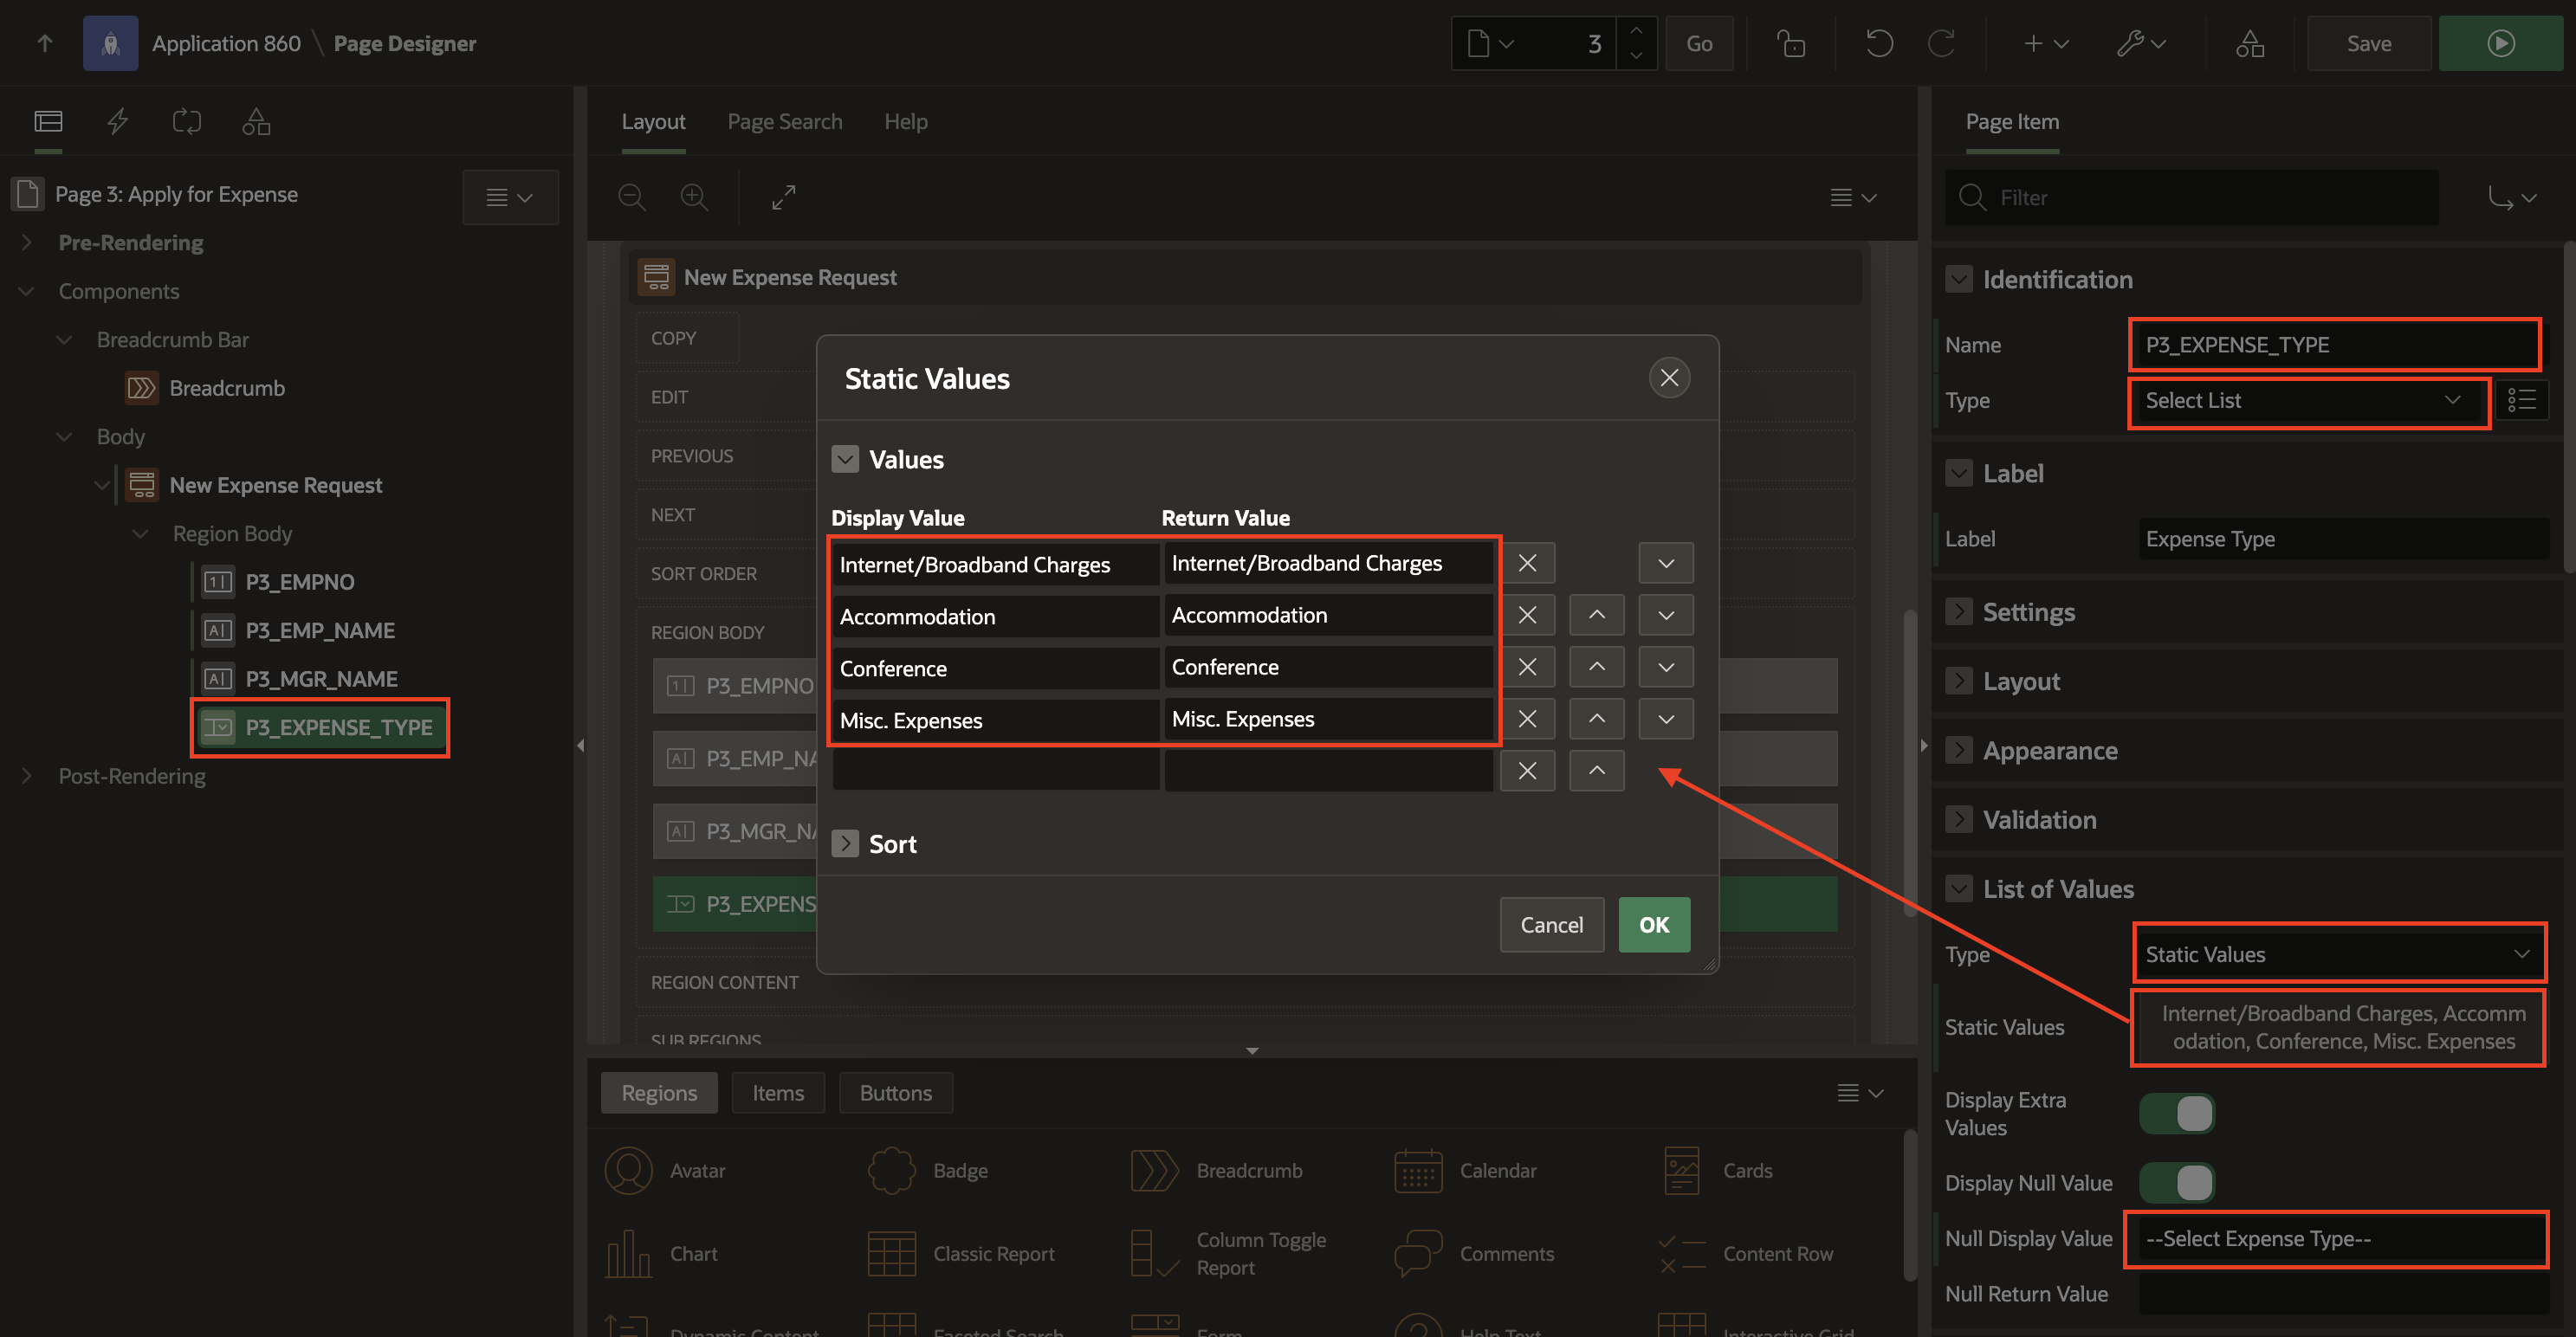 Application 860 \ Page Designer
3
Go
Save
Layout
Page Search
Help
Page Item
Page 3: Apply for Expense
Pre-Rendering
Components
Breadcrumb Bar
Breadcrumb
Body
New Expense Request
Region Body
P3_EMPNO
P3_EMP_NAME
P3_MGR_NAME
P3_EXPENSE_TYPE
Post-Rendering
New Expense Request
COPY
EDIT
PREVIOUS
NEXT
SORT ORDER
REGION BODY
P3_EMPNO
P3_EMP_NA
P3_MGR_NA
P3_EXPENS
REGION CONTENT
SUB REGIONS
Static Values
Values
Display Value Return Value
Internet/Broadband Charges Internet/Broadband Charges
Accommodation Accommodation
Conference Conference
Misc. Expenses Misc. Expenses
Sort
Cancel
OK
Regions
Items
Buttons
Avatar
Badge
Breadcrumb
Calendar
Cards
Chart
Classic Report
Column Toggle
Report
Comments
Content Row
Dynamic Content
Faceted Search
Form
Help Text
Interactive Grid
Filter
Identification
Name P3_EXPENSE_TYPE
Type Select List
Label
Label Expense Type
Settings
Layout
Appearance
Validation
List of Values
Type Static Values
Static Values
Internet/Broadband Charges, Accomm
odation, Conference, Misc. Expenses
Display Extra
Values
Display Null Value
Null Display Value --Select Expense Type--
Null Return Value